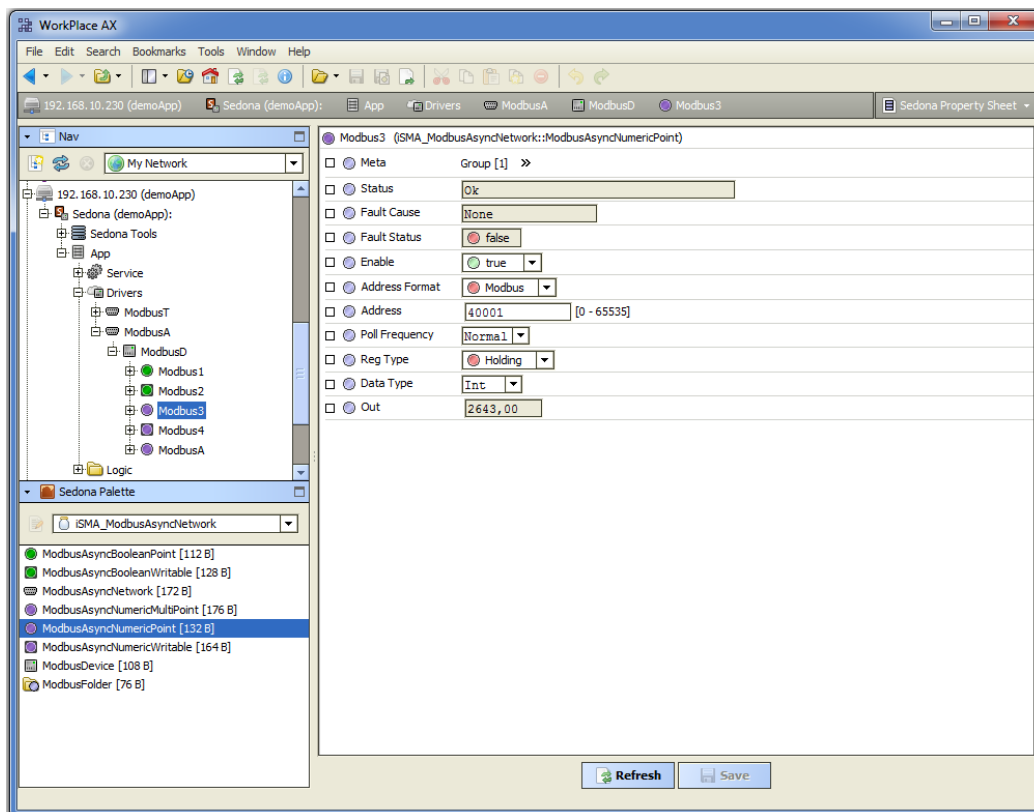 WorkPlace AX
File Edit Search Bookmarks Tools Window Help
192.168.10.230 (demoApp) Sedona (demoApp): App Drivers ModbusA ModbusD Modbus3 Sedona Property Sheet
Nav
My Network
192.168.10.230 (demoApp)
Sedona (demoApp):
Sedona Tools
App
Service
Drivers
ModbusT
ModbusA
ModbusD
Modbus1
Modbus2
Modbus3
Modbus4
ModbusA
Logic
Sedona Palette
iSMA_ModbusAsyncNetwork
ModbusAsyncBooleanPoint [112 B]
ModbusAsyncBooleanWritable [128 B]
ModbusAsyncNetwork [172 B]
ModbusAsyncNumericMultiPoint [176 B]
ModbusAsyncNumericPoint [132 B]
ModbusAsyncNumericWritable [164 B]
ModbusDevice [108 B]
ModbusFolder [76 B]
Modbus3 (iSMA_ModbusAsyncNetwork::ModbusAsyncNumericPoint)
Meta Group [1] »
Status Ok
Fault Cause None
Fault Status false
Enable true
Address Format Modbus
Address 40001 [0 - 65535]
Poll Frequency Normal
Reg Type Holding
Data Type Int
Out 2643,00
Refresh Save